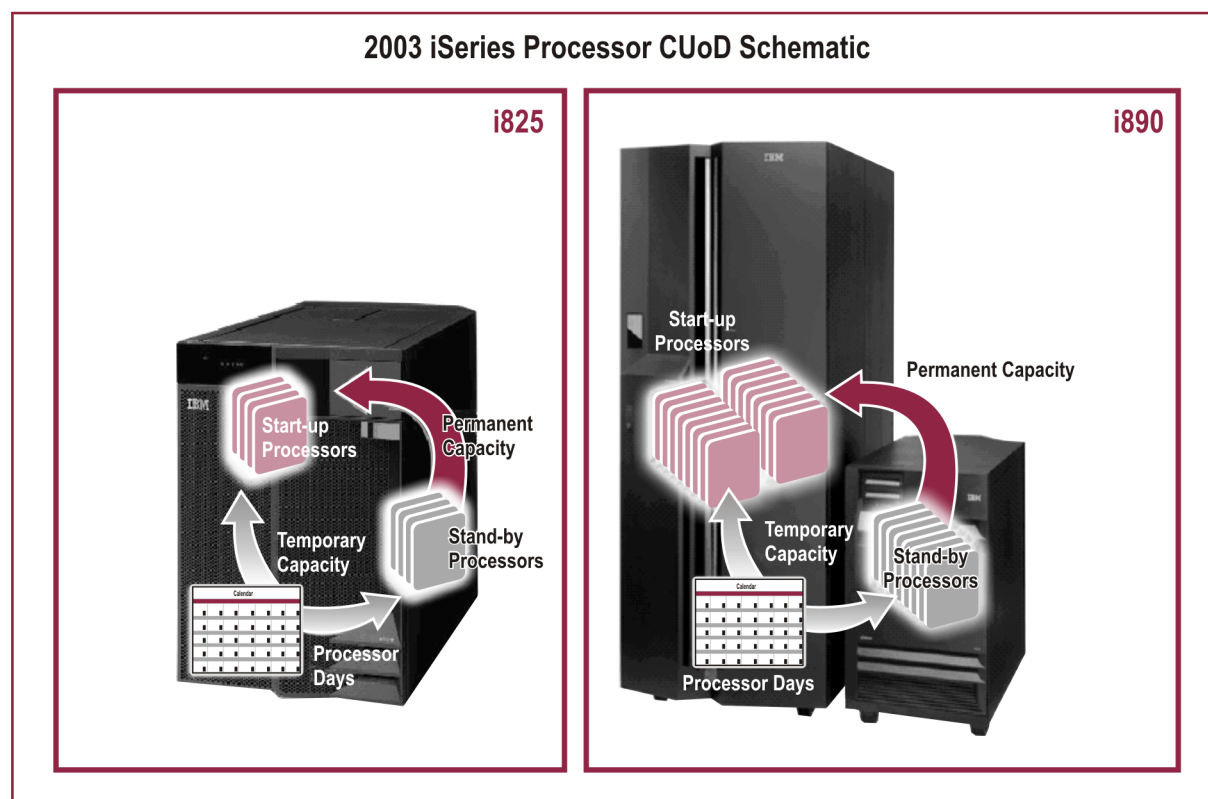 2003 iSeries Processor CUoD Schematic
i825
IBM
Start-up
Processors
Permanent
Capacity
Temporary
Capacity
Stand-by
Processors
Calendar
Processor
Days
i890
IBM
Start-up
Processors
Permanent Capacity
IBM
Temporary
Capacity
Stand-by
Processors
Calendar
Processor Days